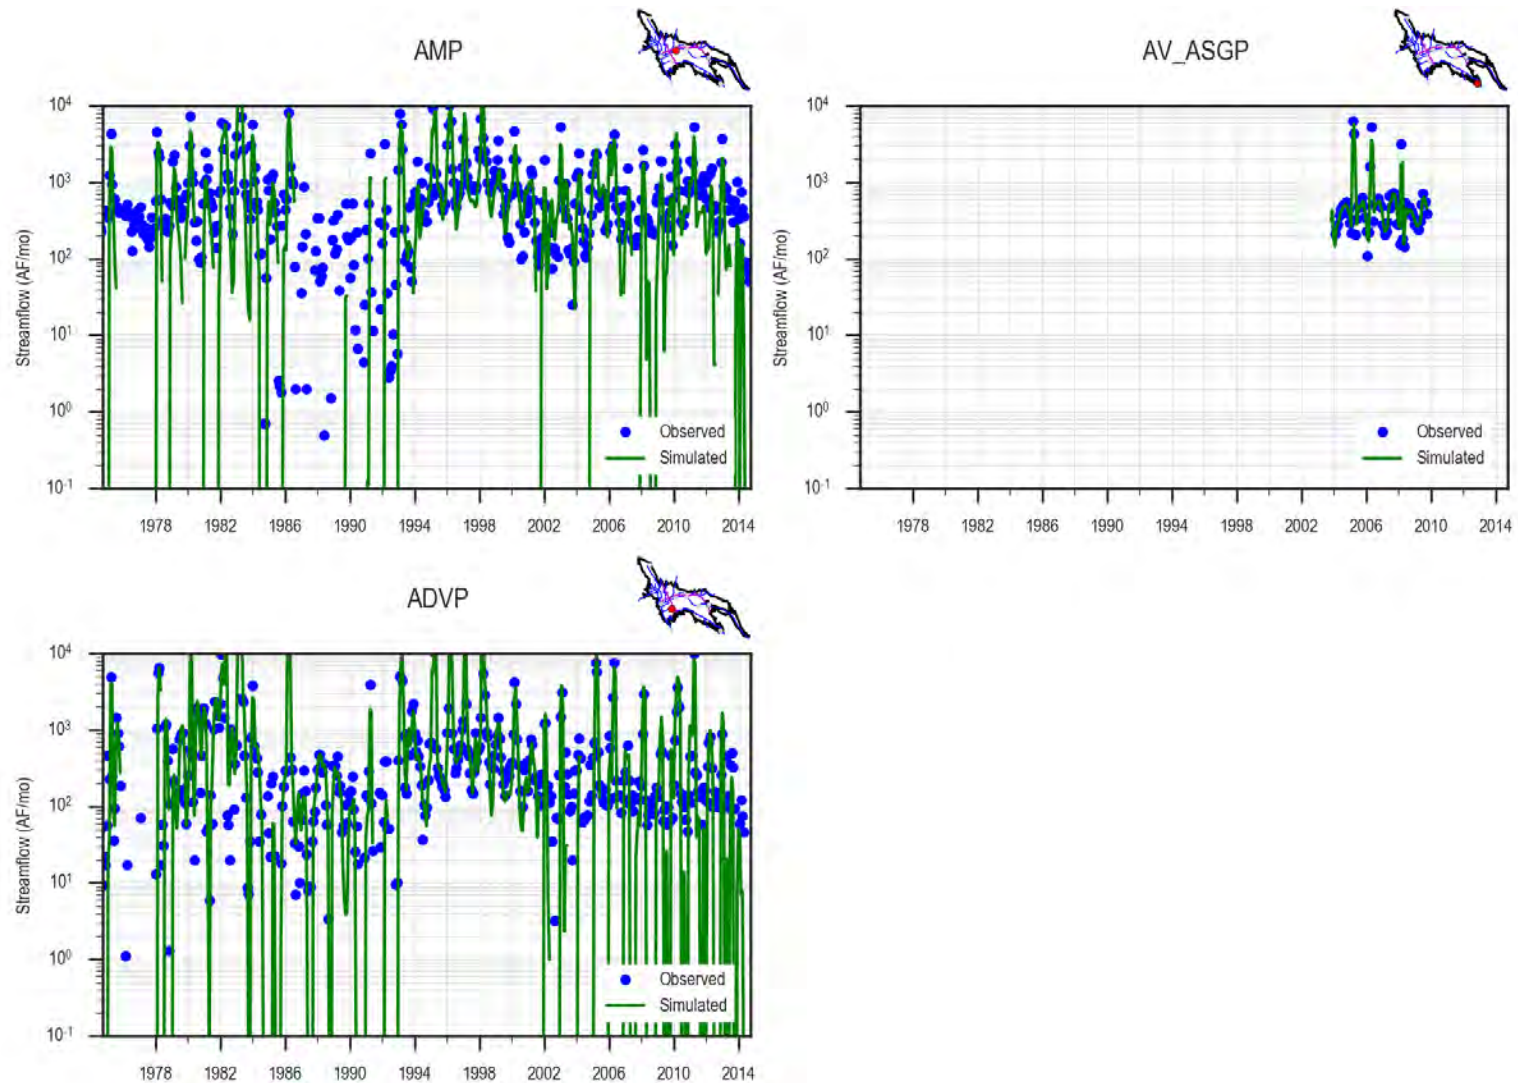 AMP
AV_ASGP
Streamflow (AF/mo)
10⁴
10³
10²
10¹
10⁰
10⁻¹
Observed
Simulated
1978 1982 1986 1990 1994 1998 2002 2006 2010 2014
Streamflow (AF/mo)
10⁴
10³
10²
10¹
10⁰
10⁻¹
Observed
Simulated
1978 1982 1986 1990 1994 1998 2002 2006 2010 2014
ADVP
Streamflow (AF/mo)
10⁴
10³
10²
10¹
10⁰
10⁻¹
Observed
Simulated
1978 1982 1986 1990 1994 1998 2002 2006 2010 2014